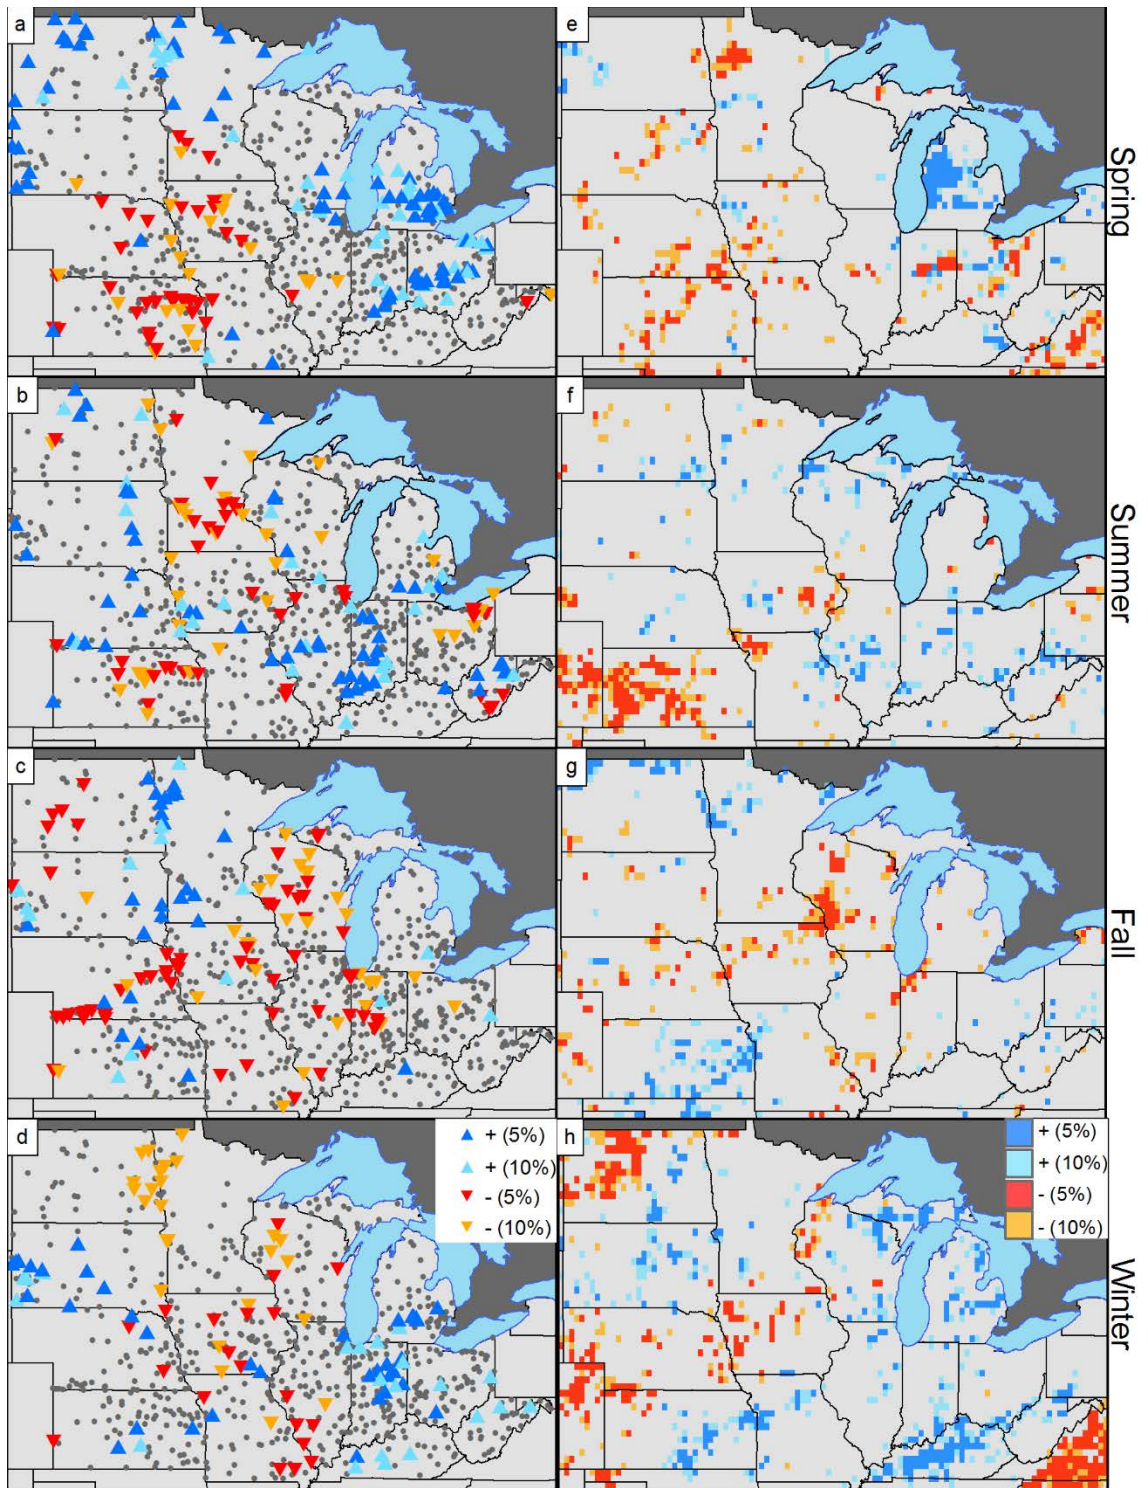 a
e
Spring
b
f
Summer
c
g
Fall
d
+ (5%)
+ (10%)
- (5%)
- (10%)
h
+ (5%)
+ (10%)
- (5%)
- (10%)
Winter